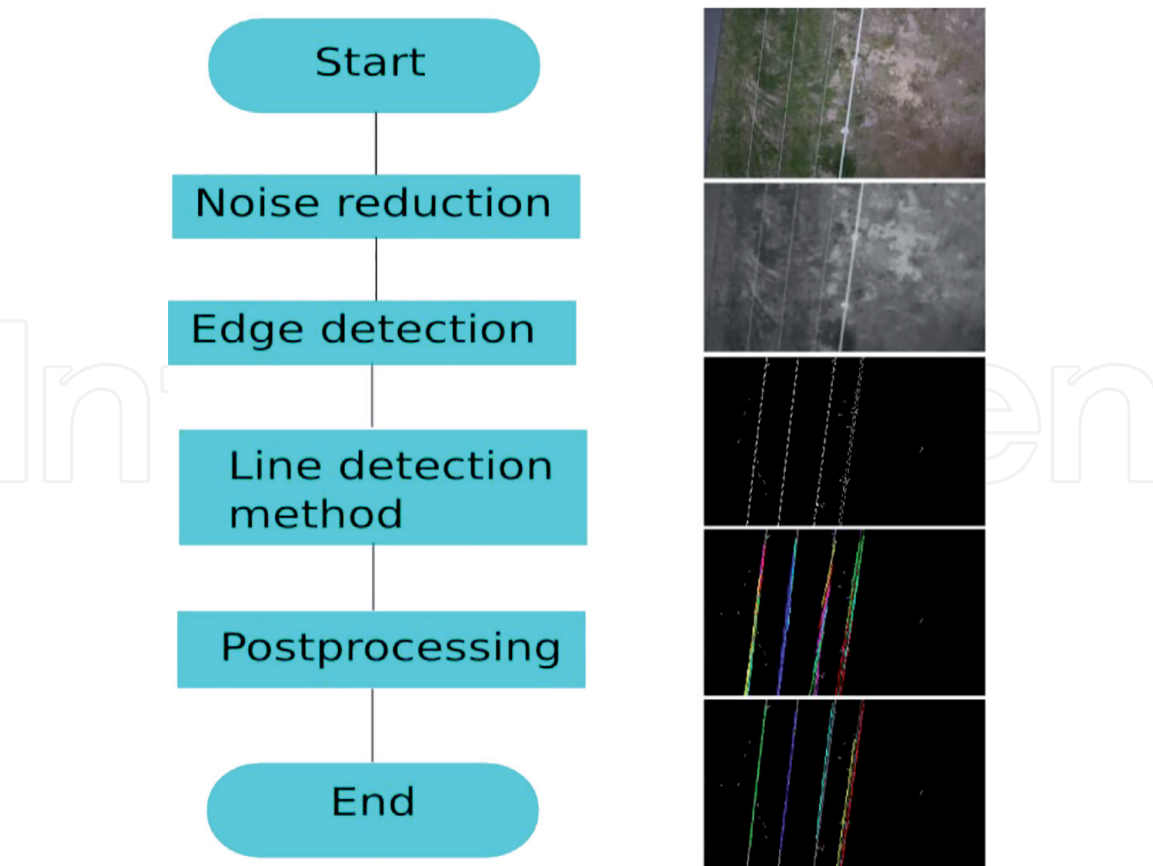 Start
Noise reduction
Edge detection
Line detection
method
Postprocessing
End